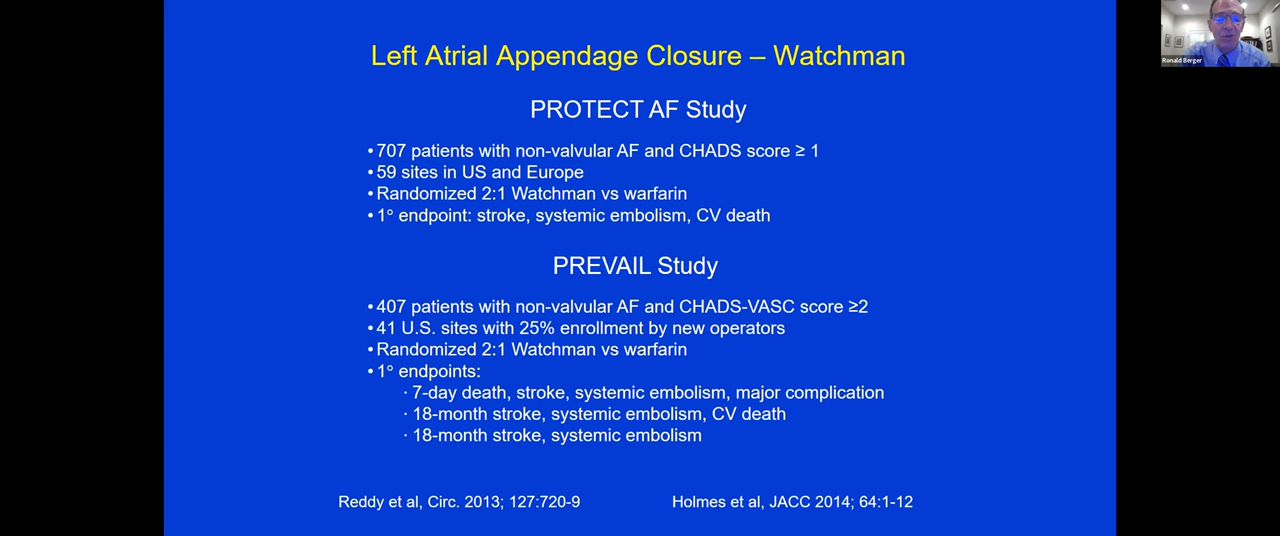 Left Atrial Appendage Closure – Watchman
Ronald Berger
PROTECT AF Study
•707 patients with non-valvular AF and CHADS score ≥ 1
•59 sites in US and Europe
•Randomized 2:1 Watchman vs warfarin
•1° endpoint: stroke, systemic embolism, CV death
PREVAIL Study
•407 patients with non-valvular AF and CHADS-VASC score ≥2
•41 U.S. sites with 25% enrollment by new operators
•Randomized 2:1 Watchman vs warfarin
•1° endpoints:
· 7-day death, stroke, systemic embolism, major complication
· 18-month stroke, systemic embolism, CV death
· 18-month stroke, systemic embolism
Reddy et al, Circ. 2013; 127:720-9
Holmes et al, JACC 2014; 64:1-12